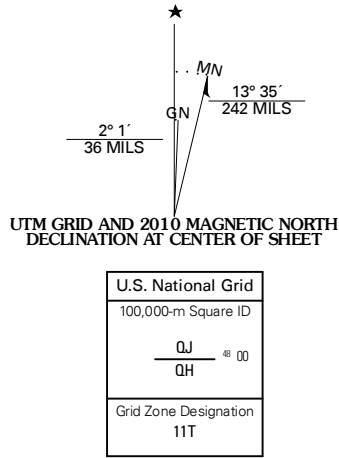 ★
. . . MN
13° 35´
242 MILS
GN
2° 1´
36 MILS
UTM GRID AND 2010 MAGNETIC NORTH
DECLINATION AT CENTER OF SHEET
U.S. National Grid
100,000-m Square ID
QJ
48 00
QH
Grid Zone Designation
11T